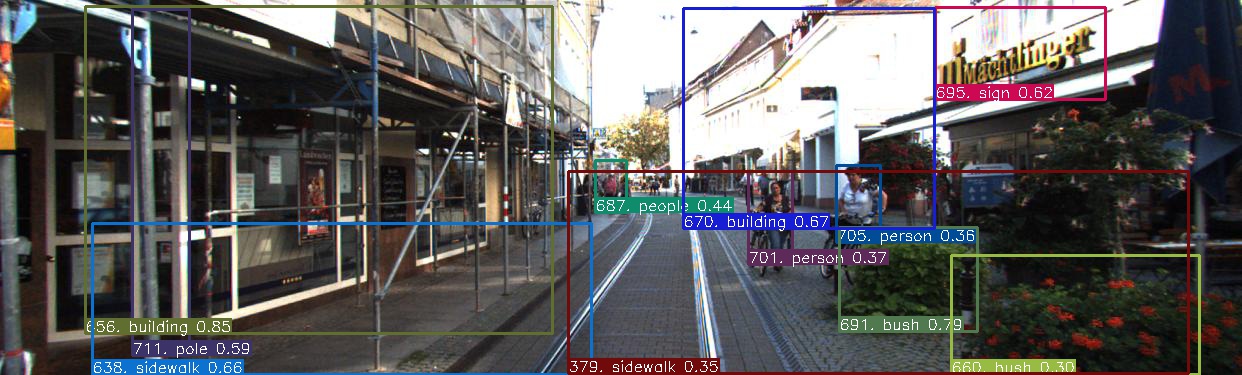 Mächtlinger
695. sign 0.62
687. people 0.44
670. building 0.67
705. person 0.36
701. person 0.37
656. building 0.85
691. bush 0.79
711. pole 0.59
638. sidewalk 0.66
379. sidewalk 0.35
660. bush 0.30